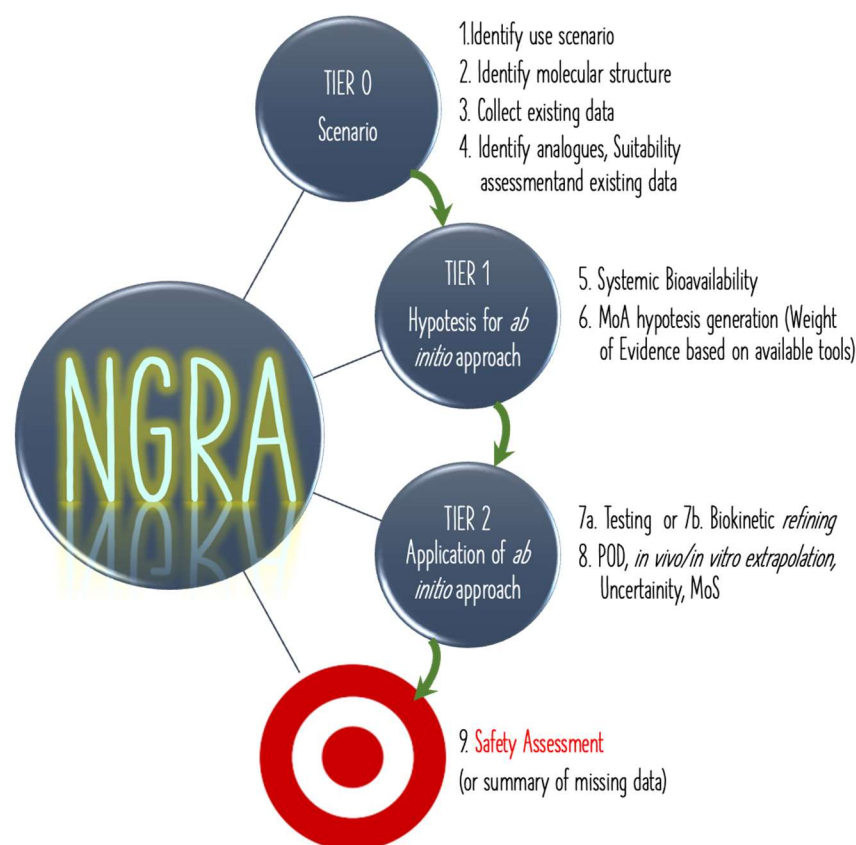 TIER 0
Scenario
1.Identify use scenario
2. Identify molecular structure
3. Collect existing data
4. Identify analogues, Suitability
assessmentand existing data
TIER 1
Hypotesis for ab
initio approach
5. Systemic Bioavailability
6. MoA hypotesis generation (Weight
of Evidence based on available tools)
NGRA
TIER 2
Application of ab
initio approach
7a. Testing or 7b. Biokinetic refining
8. POD, in vivo/in vitro extrapolation,
Uncertainity, MoS
9. Safety Assessment
(or summary of missing data)